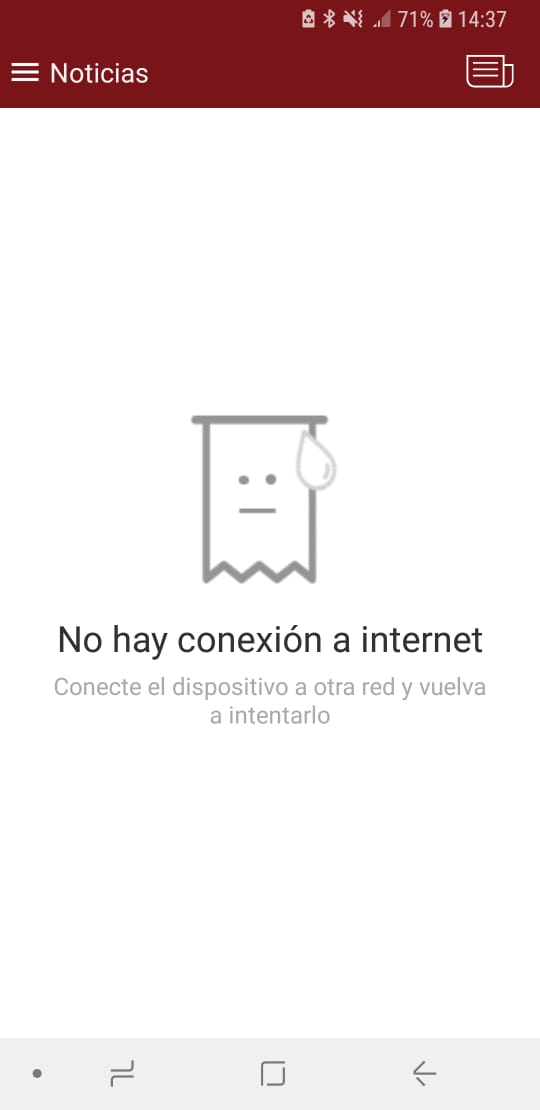 71% 14:37
Noticias
No hay conexión a internet
Conecte el dispositivo a otra red y vuelva
a intentarlo